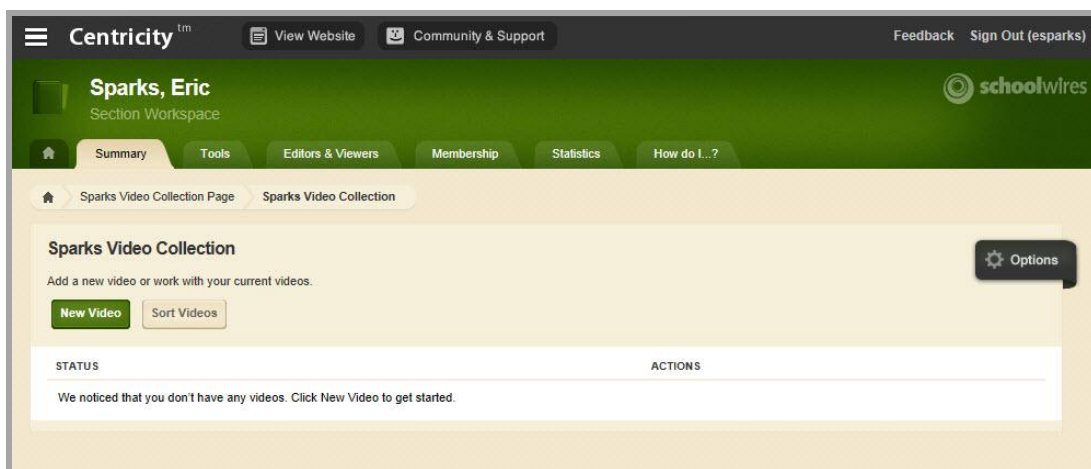 Centricity tm View Website Community & Support Feedback Sign Out (esparks)
Sparks, Eric
Section Workspace
schoolwires
Summary Tools Editors & Viewers Membership Statistics How do I...?
Sparks Video Collection Page Sparks Video Collection
Sparks Video Collection
Options
Add a new video or work with your current videos.
New Video Sort Videos
STATUS ACTIONS
We noticed that you don't have any videos. Click New Video to get started.